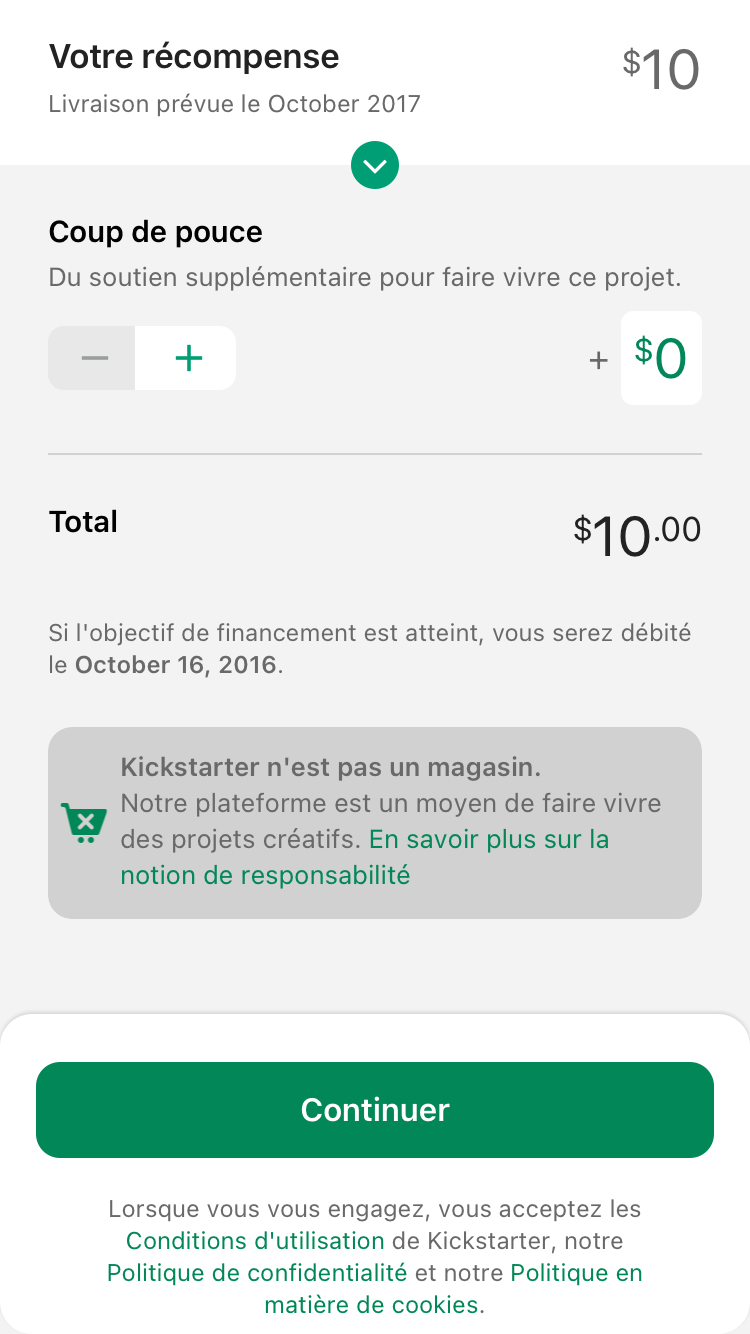 Votre récompense
$10
Livraison prévue le October 2017
Coup de pouce
Du soutien supplémentaire pour faire vivre ce projet.
− + + $0
Total
$10.00
Si l'objectif de financement est atteint, vous serez débité
le October 16, 2016.
Kickstarter n'est pas un magasin.
Notre plateforme est un moyen de faire vivre
des projets créatifs. En savoir plus sur la
notion de responsabilité
Continuer
Lorsque vous vous engagez, vous acceptez les
Conditions d'utilisation de Kickstarter, notre
Politique de confidentialité et notre Politique en
matière de cookies.